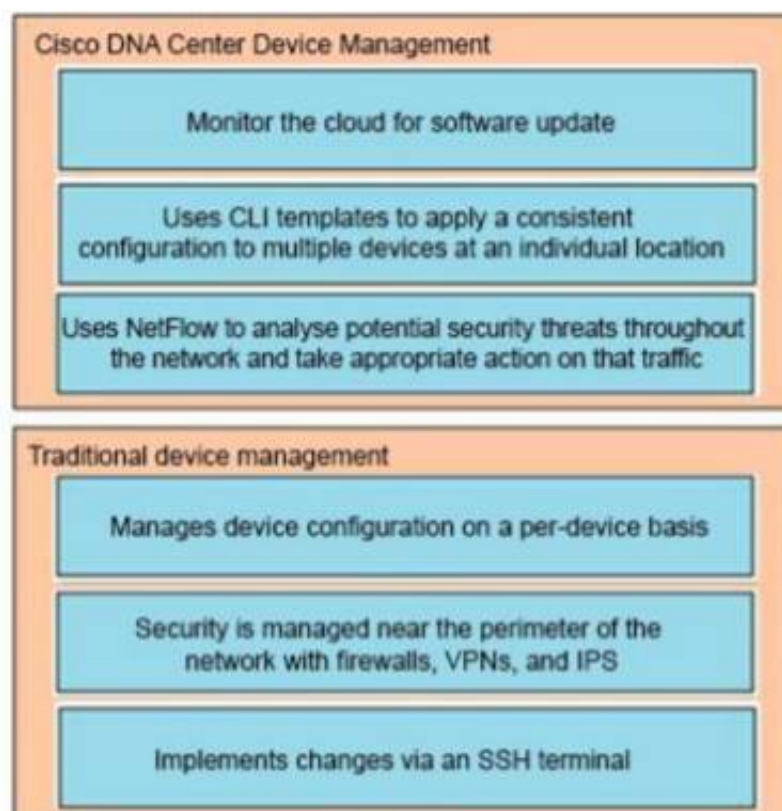 Cisco DNA Center Device Management
Monitor the cloud for software update
Uses CLI templates to apply a consistent
configuration to multiple devices at an individual location
Uses NetFlow to analyse potential security threats throughout
the network and take appropriate action on that traffic
Traditional device management
Manages device configuration on a per-device basis
Security is managed near the perimeter of the
network with firewalls, VPNs, and IPS
Implements changes via an SSH terminal